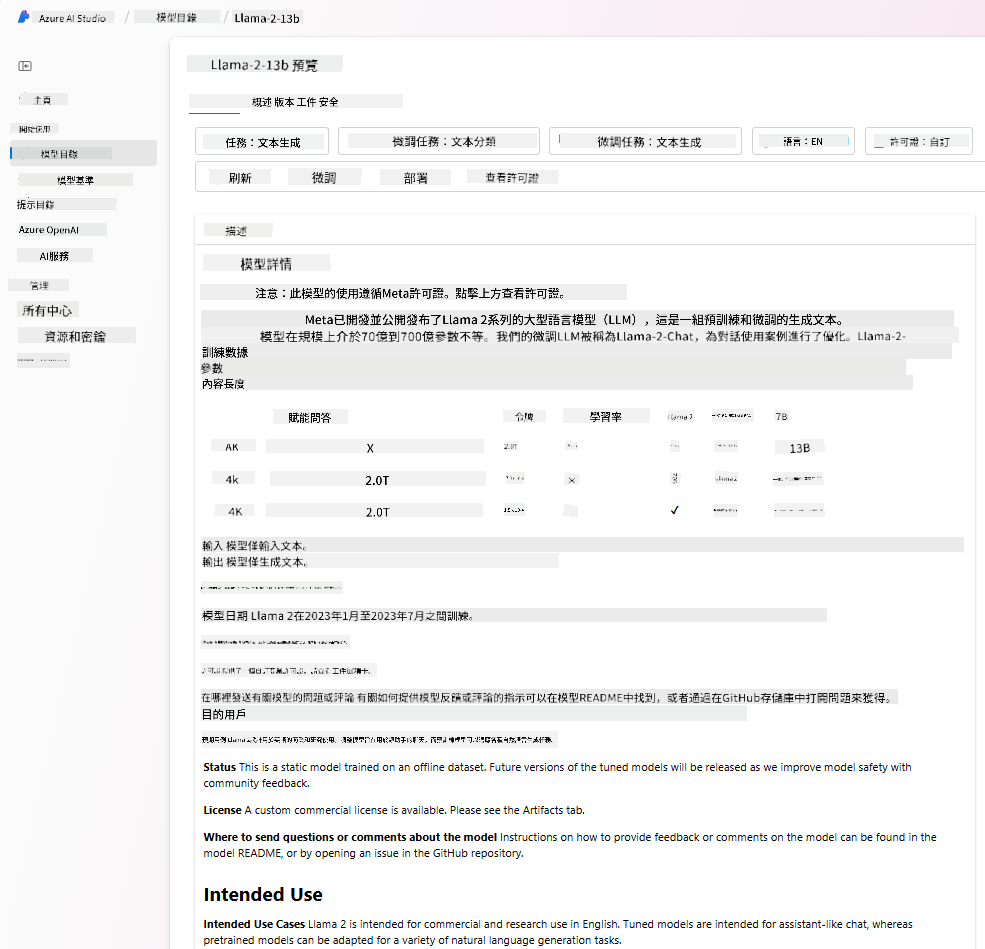 Azure AI Studio / 模型目錄 / Llama-2-13b
Llama-2-13b 預覽
主頁
概述 版本 工件 安全
開始使用
模型目錄
任務：文本生成 微調任務：文本分類 微調任務：文本生成 語言：EN 許可證：自訂
模型基準
刷新 微調 部署 查看許可證
提示目錄
Azure OpenAI
描述
AI服務
模型詳情
管理
注意：此模型的使用遵循Meta許可證。點擊上方查看許可證。
所有中心
Meta已開發並公開發布了Llama 2系列的大型語言模型（LLM），這是一組預訓練和微調的生成文本。
資源和密鑰
模型在規模上介於70億到700億參數不等。我們的微調LLM被稱為Llama-2-Chat，為對話使用案例進行了優化。Llama-2-
訓練數據
參數
內容長度
賦能問答 令牌 學習率 Llama 2 7B
AK X 2.0T 13B
4k 2.0T ✕ Llama2
4K 2.0T ✓
輸入 模型僅輸入文本。
輸出 模型僅生成文本。
模型日期 Llama 2在2023年1月至2023年7月之間訓練。
在哪裡發送有關模型的問題或評論 有關如何提供模型反饋或評論的指示可以在模型README中找到，或者通過在GitHub存儲庫中打開問題來獲得。
目的用戶
Status This is a static model trained on an offline dataset. Future versions of the tuned models will be released as we improve model safety with
community feedback.
License A custom commercial license is available. Please see the Artifacts tab.
Where to send questions or comments about the model Instructions on how to provide feedback or comments on the model can be found in the
model README, or by opening an issue in the GitHub repository.
Intended Use
Intended Use Cases Llama 2 is intended for commercial and research use in English. Tuned models are intended for assistant-like chat, whereas
pretrained models can be adapted for a variety of natural language generation tasks.